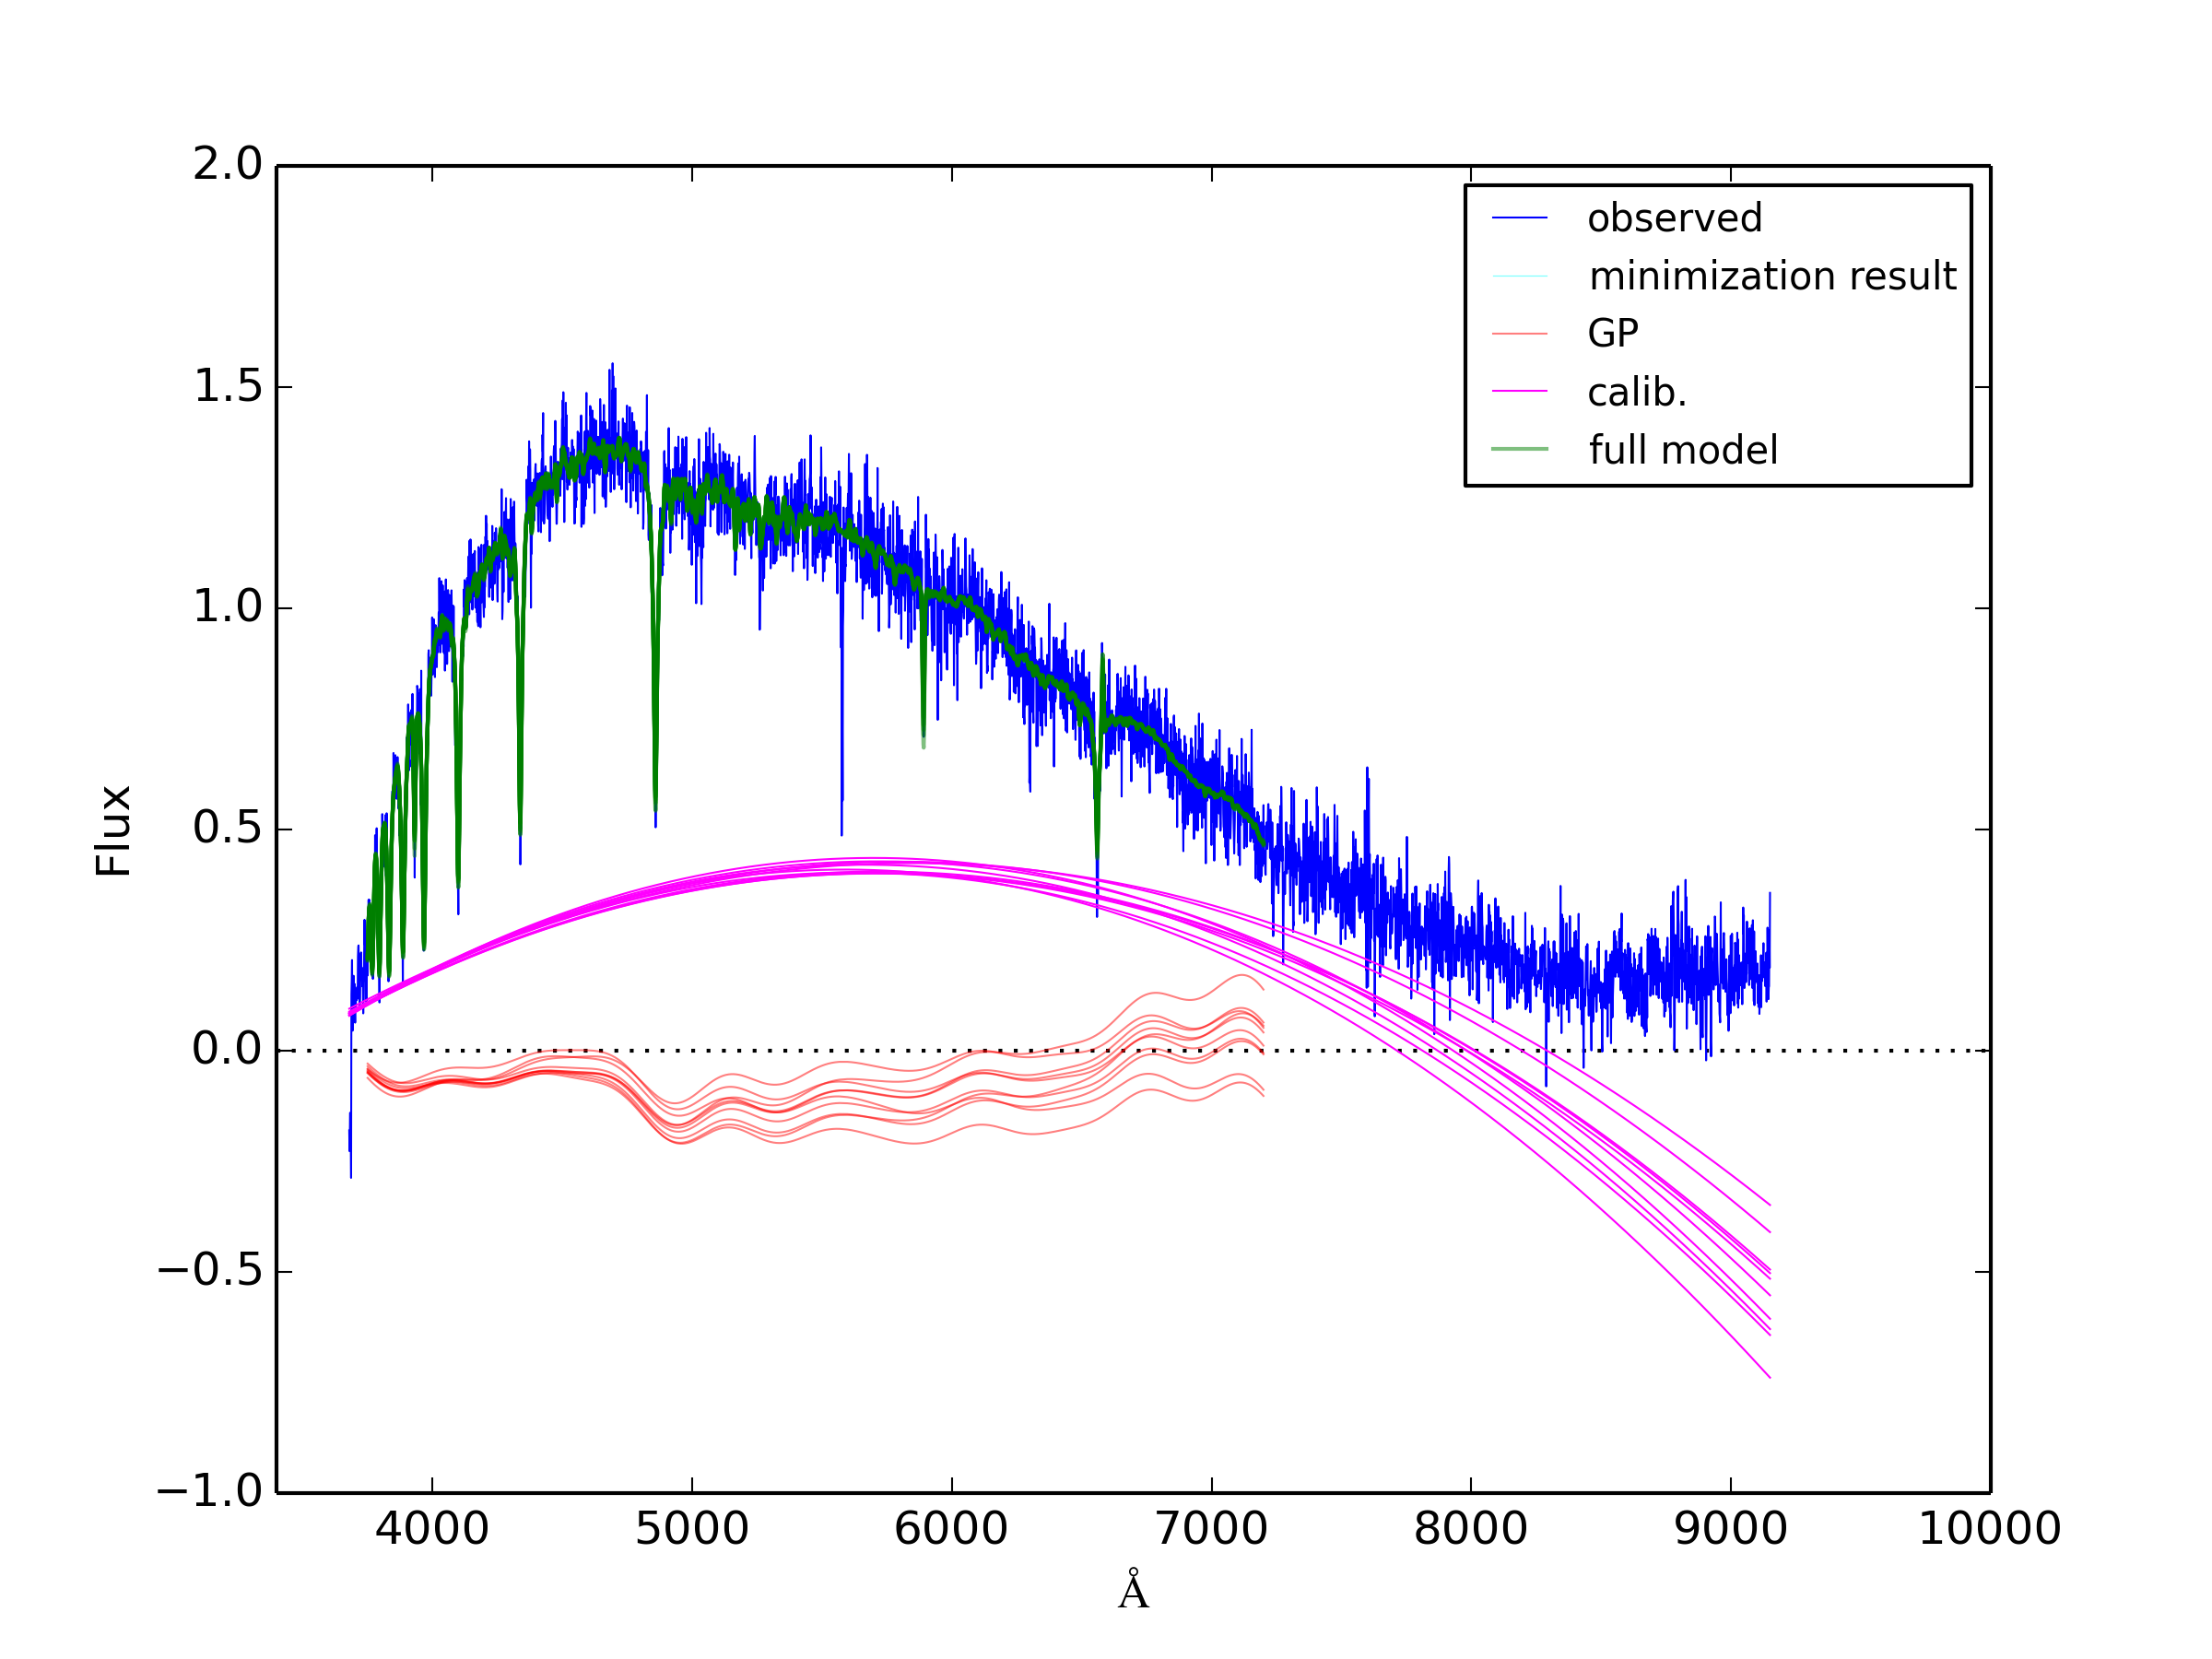 2.0
1.5
1.0
0.5
0.0
−0.5
−1.0
Flux
observed
minimization result
GP
calib.
full model
4000 5000 6000 7000 8000 9000 10000
Å